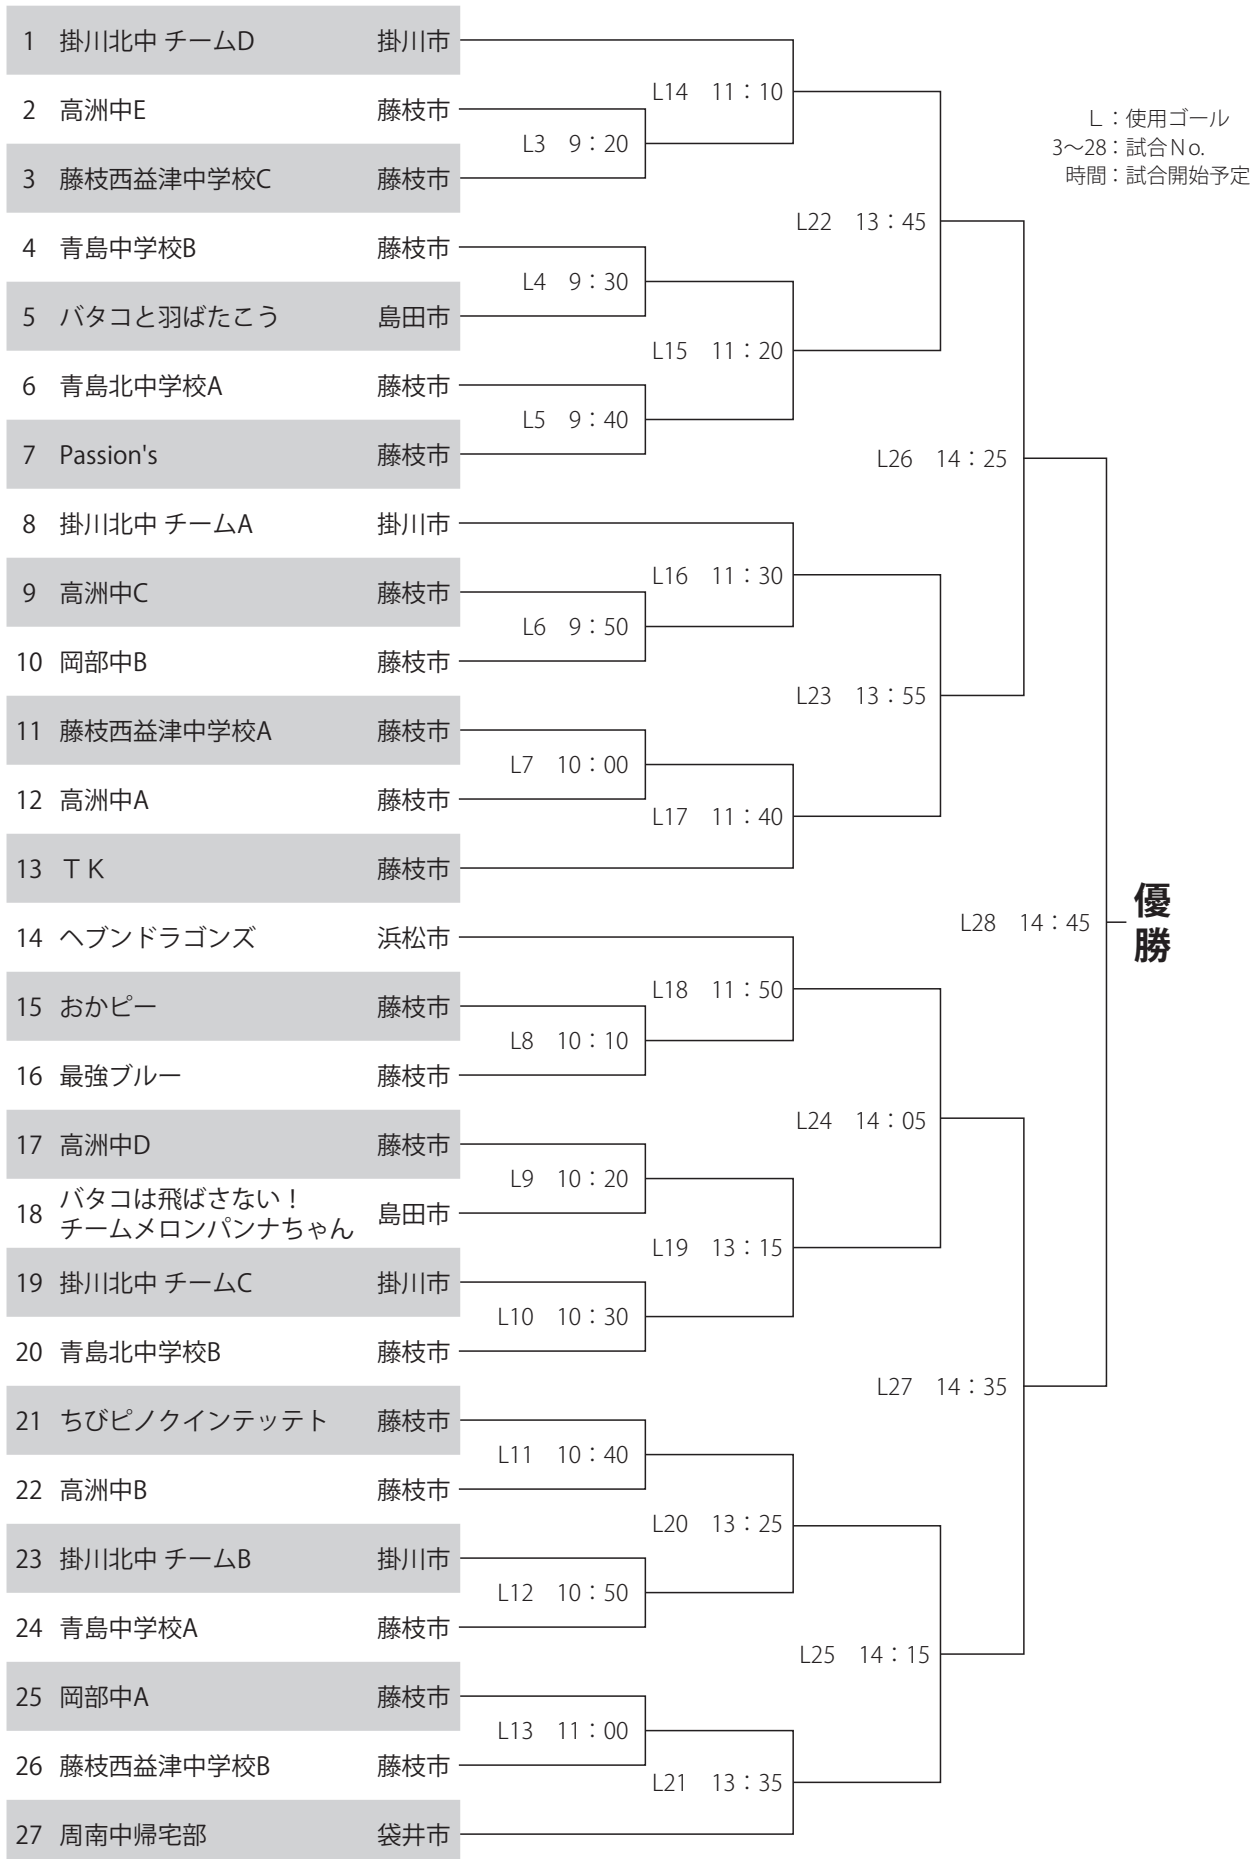 1 掛川北中 チームD 掛川市
L14 11：10
2 高洲中E 藤枝市
L：使用ゴール
L3 9：20
3～28：試合No.
3 藤枝西益津中学校C 藤枝市
時間：試合開始予定
L22 13：45
4 青島中学校B 藤枝市
L4 9：30
5 バタコと羽ばたこう 島田市
L15 11：20
6 青島北中学校A 藤枝市
L5 9：40
7 Passion's 藤枝市
L26 14：25
8 掛川北中 チームA 掛川市
L16 11：30
9 高洲中C 藤枝市
L6 9：50
10 岡部中B 藤枝市
L23 13：55
11 藤枝西益津中学校A 藤枝市
L7 10：00
12 高洲中A 藤枝市
L17 11：40
13 ＴＫ 藤枝市
L28 14：45
優勝
14 ヘブンドラゴンズ 浜松市
L18 11：50
15 おかピー 藤枝市
L8 10：10
16 最強ブルー 藤枝市
L24 14：05
17 高洲中D 藤枝市
L9 10：20
18 バタコは飛ばさない！
チームメロンパンナちゃん 島田市
L19 13：15
19 掛川北中 チームC 掛川市
L10 10：30
20 青島北中学校B 藤枝市
L27 14：35
21 ちびピノクインテッテト 藤枝市
L11 10：40
22 高洲中B 藤枝市
L20 13：25
23 掛川北中 チームB 掛川市
L12 10：50
24 青島中学校A 藤枝市
L25 14：15
25 岡部中A 藤枝市
L13 11：00
26 藤枝西益津中学校B 藤枝市
L21 13：35
27 周南中帰宅部 袋井市